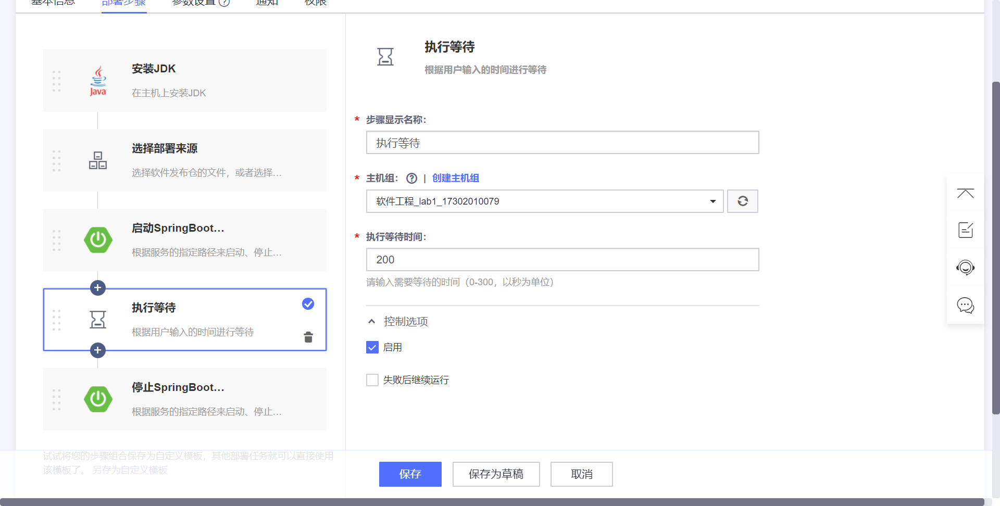 基本信息
部署步骤
参数设置
通知
权限
安装JDK
在主机上安装JDK
Java
选择部署来源
选择软件发布仓的文件，或者选择...
启动SpringBoot...
根据服务的指定路径来启动、停止...
执行等待
根据用户输入的时间进行等待
停止SpringBoot...
根据服务的指定路径来启动、停止...
试试将您的步骤组合保存为自定义模板，其他部署任务就可以直接使用
该模板了。 另存为自定义模板
执行等待
根据用户输入的时间进行等待
* 步骤显示名称：
执行等待
* 主机组： ? | 创建主机组
软件工程_lab1_17302010079
* 执行等待时间：
200
请输入需要等待的时间（0-300，以秒为单位）
控制选项
启用
失败后继续运行
保存
保存为草稿
取消